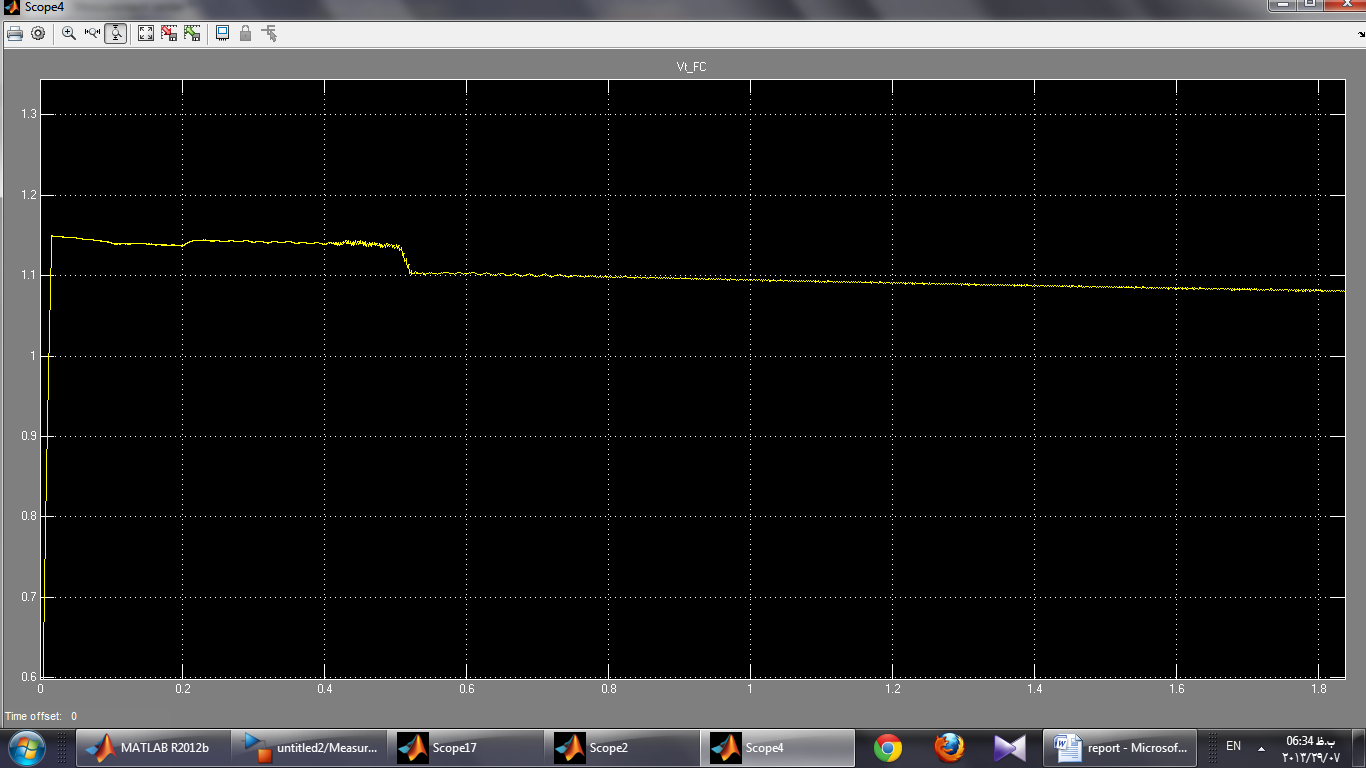 Scope4
Vt_FC
1.3
1.2
1.1
1
0.9
0.8
0.7
0.6
0 0.2 0.4 0.6 0.8 1 1.2 1.4 1.6 1.8
Time offset: 0
MATLAB R2012b untitled2/Measur... Scope17 Scope2 Scope4 report - Microsof... EN ب.ظ 06:34
۲۰۱۳/۲۹/۰۷